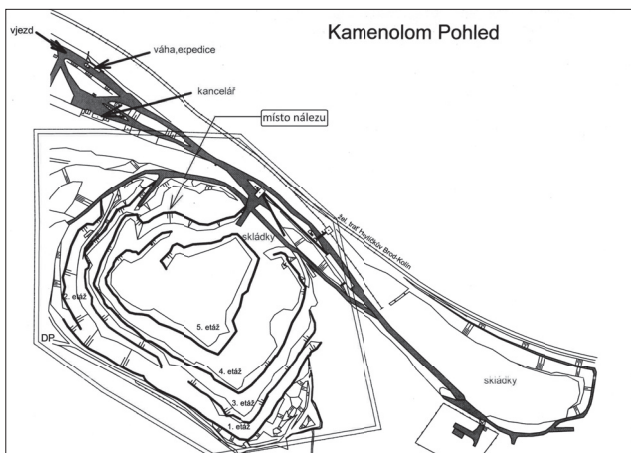 Kamenolom Pohled
vjezd
váha,expedice
kancelář
místo nálezu
skládky
žel. trať
Brod-Kolín
2. etáž
5. etáž
DP
4. etáž
3. etáž
1. etáž
skládky